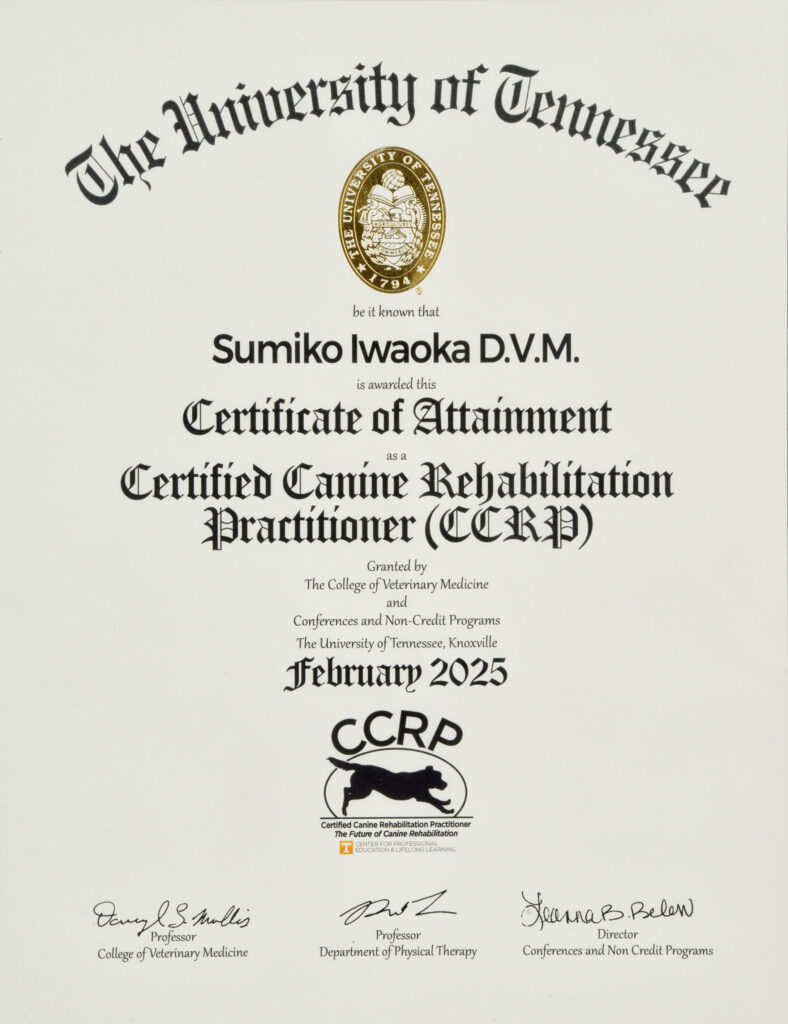 The University of Tennessee
THE UNIVERSITY OF TENNESSEE
AGRICULTURE
COMMERCE
★ 1794 ★
be it known that
Sumiko Iwaoka D.V.M.
is awarded this
Certificate of Attainment
as a
Certified Canine Rehabilitation
Practitioner (CCRP)
Granted by
The College of Veterinary Medicine
and
Conferences and Non-Credit Programs
The University of Tennessee, Knoxville
February 2025
CCRP
Certified Canine Rehabilitation Practitioner
The Future of Canine Rehabilitation
T CENTER FOR PROFESSIONAL
EDUCATION & LIFELONG LEARNING
Professor
College of Veterinary Medicine
Professor
Department of Physical Therapy
Leanna B. Belew
Director
Conferences and Non Credit Programs